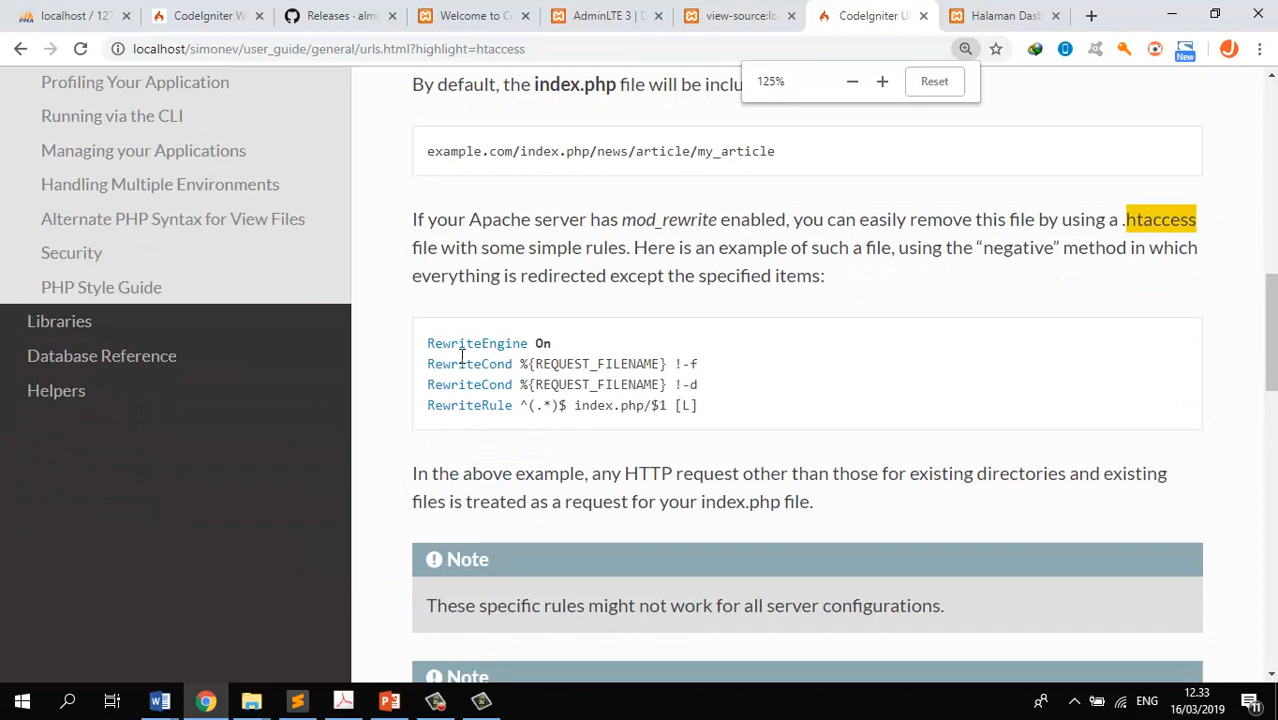 localhost / 127
CodeIgniter W
Releases · alma
Welcome to C
AdminLTE 3 | D
view-source:lo
CodeIgniter U
Halaman Dasb
localhost/simonev/user_guide/general/urls.html?highlight=htaccess
New
125%
Reset
Profiling Your Application
Running via the CLI
Managing your Applications
Handling Multiple Environments
Alternate PHP Syntax for View Files
Security
PHP Style Guide
Libraries
Database Reference
Helpers
By default, the index.php file will be inclu
example.com/index.php/news/article/my_article
If your Apache server has mod_rewrite enabled, you can easily remove this file by using a .htaccess
file with some simple rules. Here is an example of such a file, using the “negative” method in which
everything is redirected except the specified items:
RewriteEngine On
RewriteCond %{REQUEST_FILENAME} !-f
RewriteCond %{REQUEST_FILENAME} !-d
RewriteRule ^(.*)$ index.php/$1 [L]
In the above example, any HTTP request other than those for existing directories and existing
files is treated as a request for your index.php file.
Note
These specific rules might not work for all server configurations.
Note
ENG
12.33
16/03/2019
11